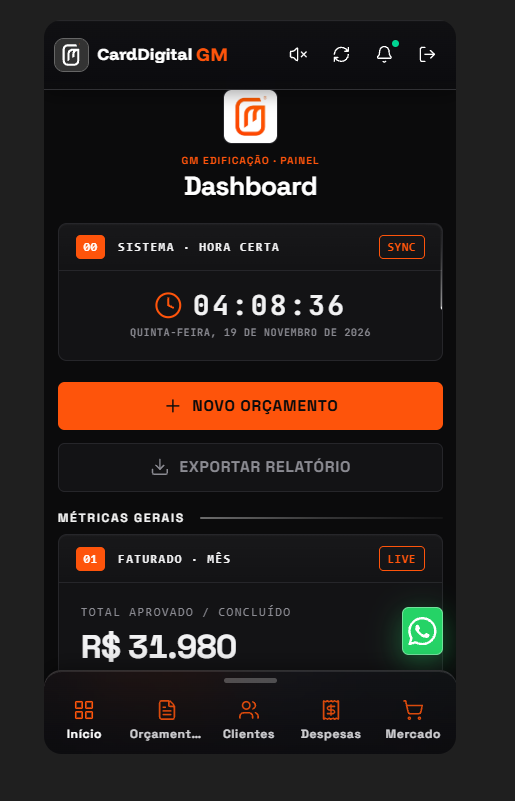 CardDigital GM
GM EDIFICAÇÃO · PAINEL
Dashboard
00 SISTEMA · HORA CERTA SYNC
04:08:36
QUINTA-FEIRA, 19 DE NOVEMBRO DE 2026
NOVO ORÇAMENTO
EXPORTAR RELATÓRIO
MÉTRICAS GERAIS
01 FATURADO · MÊS LIVE
TOTAL APROVADO / CONCLUÍDO
R$ 31.980
Início Orçament... Clientes Despesas Mercado